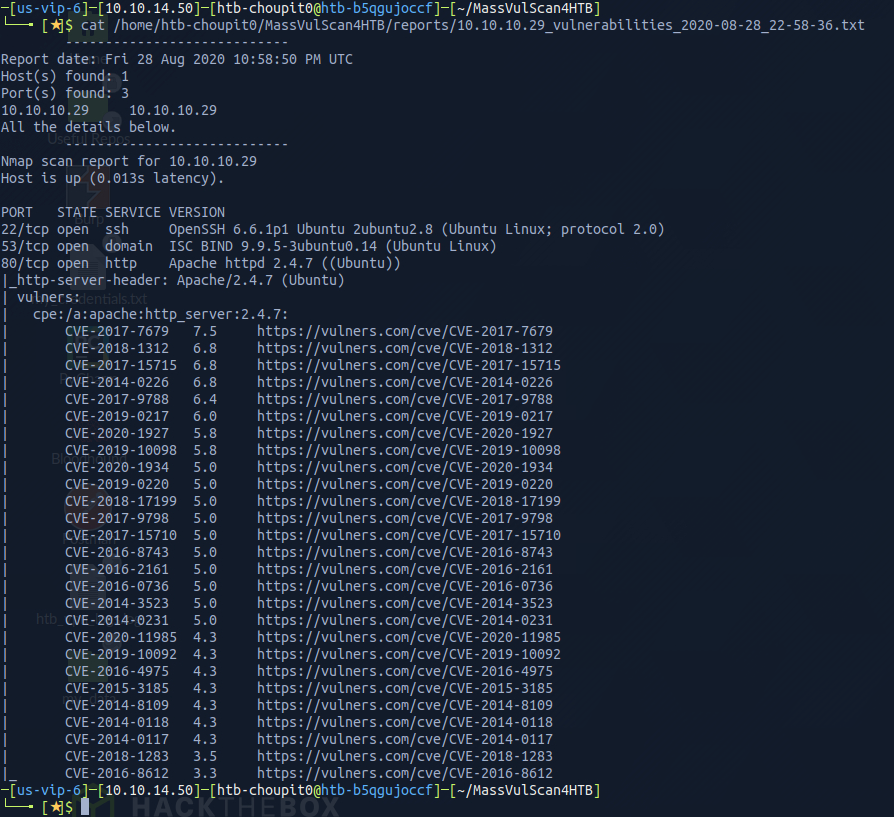 ─[us-vip-6]─[10.10.14.50]─[htb-choupit0@htb-b5qgujoccf]─[~/MassVulScan4HTB]
└──╼ [★]$ cat /home/htb-choupit0/MassVulScan4HTB/reports/10.10.10.29_vulnerabilities_2020-08-28_22-58-36.txt
----------------------------
Report date: Fri 28 Aug 2020 10:58:50 PM UTC
Host(s) found: 1
Port(s) found: 3
10.10.10.29     10.10.10.29
All the details below.
Useful Repos
----------------------------
Nmap scan report for 10.10.10.29
Host is up (0.013s latency).
PORT   STATE SERVICE VERSION
Burp
22/tcp open  ssh     OpenSSH 6.6.1p1 Ubuntu 2ubuntu2.8 (Ubuntu Linux; protocol 2.0)
53/tcp open  domain  ISC BIND 9.9.5-3ubuntu0.14 (Ubuntu Linux)
80/tcp open  http    Apache httpd 2.4.7 ((Ubuntu))
|_http-server-header: Apache/2.4.7 (Ubuntu)
| vulners:
|   cpe:/a:apache:http_server:2.4.7:
|       CVE-2017-7679   7.5     https://vulners.com/cve/CVE-2017-7679
|       CVE-2018-1312   6.8     https://vulners.com/cve/CVE-2018-1312
|       CVE-2017-15715  6.8     https://vulners.com/cve/CVE-2017-15715
|       CVE-2014-0226   6.8     https://vulners.com/cve/CVE-2014-0226
|       CVE-2017-9788   6.4     https://vulners.com/cve/CVE-2017-9788
|       CVE-2019-0217   6.0     https://vulners.com/cve/CVE-2019-0217
|       CVE-2020-1927   5.8     https://vulners.com/cve/CVE-2020-1927
|       CVE-2019-10098  5.8     https://vulners.com/cve/CVE-2019-10098
|       CVE-2020-1934   5.0     https://vulners.com/cve/CVE-2020-1934
|       CVE-2019-0220   5.0     https://vulners.com/cve/CVE-2019-0220
|       CVE-2018-17199  5.0     https://vulners.com/cve/CVE-2018-17199
|       CVE-2017-9798   5.0     https://vulners.com/cve/CVE-2017-9798
|       CVE-2017-15710  5.0     https://vulners.com/cve/CVE-2017-15710
|       CVE-2016-8743   5.0     https://vulners.com/cve/CVE-2016-8743
|       CVE-2016-2161   5.0     https://vulners.com/cve/CVE-2016-2161
|       CVE-2016-0736   5.0     https://vulners.com/cve/CVE-2016-0736
|       CVE-2014-3523   5.0     https://vulners.com/cve/CVE-2014-3523
|       CVE-2014-0231   5.0     https://vulners.com/cve/CVE-2014-0231
|       CVE-2020-11985  4.3     https://vulners.com/cve/CVE-2020-11985
|       CVE-2019-10092  4.3     https://vulners.com/cve/CVE-2019-10092
|       CVE-2016-4975   4.3     https://vulners.com/cve/CVE-2016-4975
|       CVE-2015-3185   4.3     https://vulners.com/cve/CVE-2015-3185
|       CVE-2014-8109   4.3     https://vulners.com/cve/CVE-2014-8109
|       CVE-2014-0118   4.3     https://vulners.com/cve/CVE-2014-0118
|       CVE-2014-0117   4.3     https://vulners.com/cve/CVE-2014-0117
|       CVE-2018-1283   3.5     https://vulners.com/cve/CVE-2018-1283
|_      CVE-2016-8612   3.3     https://vulners.com/cve/CVE-2016-8612
─[us-vip-6]─[10.10.14.50]─[htb-choupit0@htb-b5qgujoccf]─[~/MassVulScan4HTB]
└──╼ [★]$
HACKTHEBOX